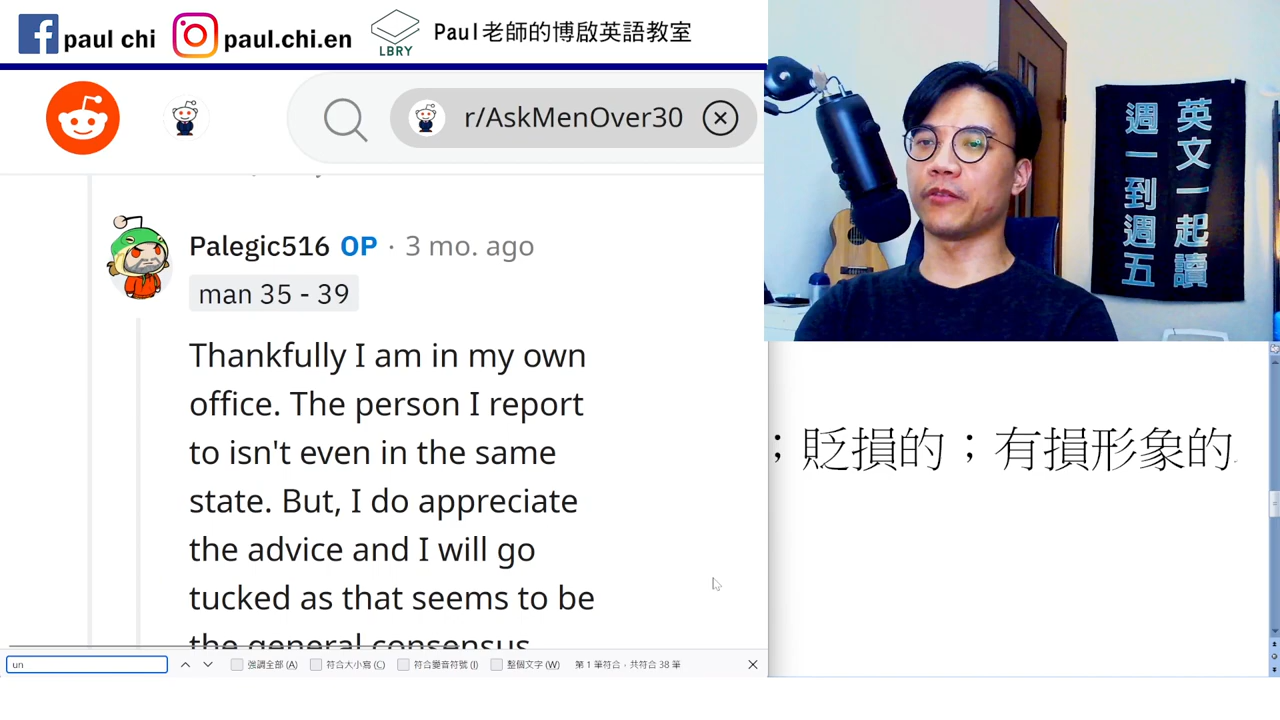 paul chi
paul.chi.en
LBRY
Paul老師的博啟英語教室
r/AskMenOver30
Palegic516 OP · 3 mo. ago
man 35 - 39
Thankfully I am in my own
office. The person I report
to isn't even in the same
state. But, I do appreciate
the advice and I will go
tucked as that seems to be
the general consensus
英文一起讀
週一到週五
；貶損的；有損形象的
un
強調全部 (A)
符合大小寫 (C)
符合變音符號 (I)
整個文字 (W)
第 1 筆符合，共符合 38 筆